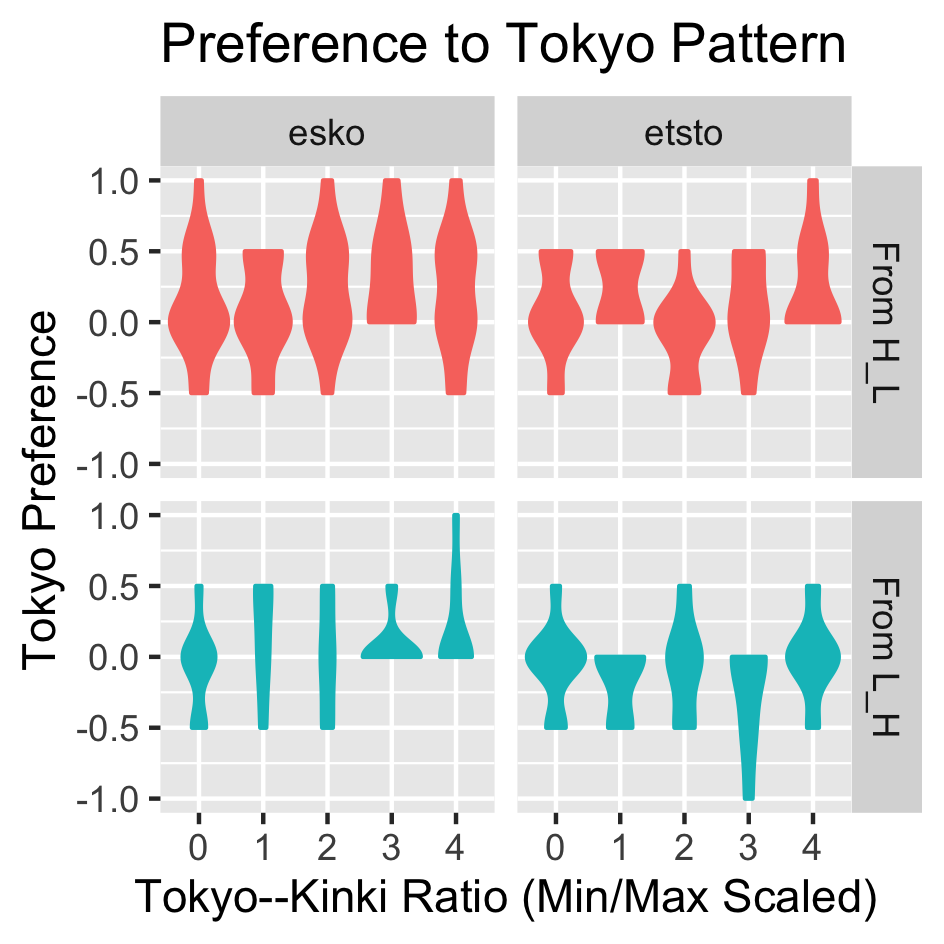 Preference to Tokyo Pattern
esko
etsto
Tokyo Preference
1.0
0.5
0.0
-0.5
-1.0
From H_L
1.0
0.5
0.0
-0.5
-1.0
From L_H
0 1 2 3 4
0 1 2 3 4
Tokyo--Kinki Ratio (Min/Max Scaled)